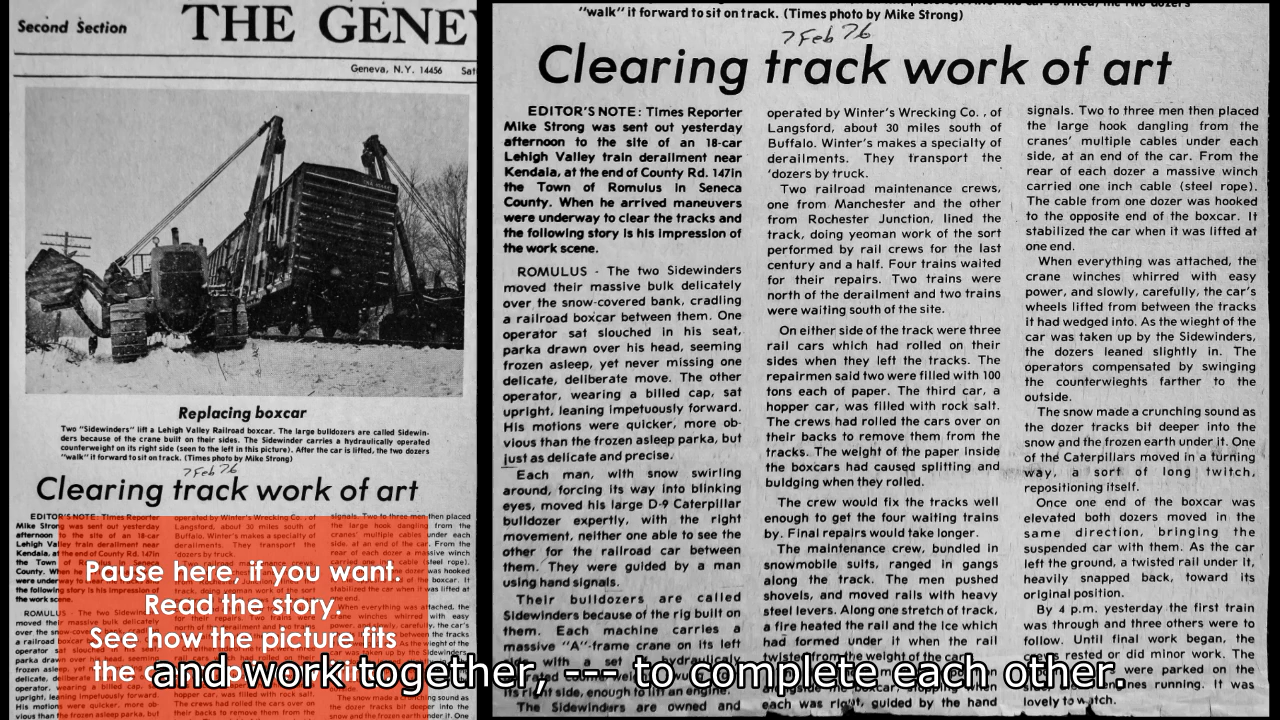 Second Section
THE GENE
Geneva, N.Y. 14456 Sat
Replacing boxcar
Two "Sidewinders" lift a Lehigh Valley Railroad boxcar. The large bulldozers are called Sidewin-
ders because of the crane built on their sides. The Sidewinder carries a hydraulically operated
counterweight on its right side (seen to the left in this picture). After the car is lifted, the two dozers
"walk" it forward to sit on track. (Times photo by Mike Strong)
7 Feb 76
Clearing track work of art
Pause here, if you want.
Read the story.
See how the picture fits
"walk" it forward to sit on track. (Times photo by Mike Strong)
7 Feb 76
Clearing track work of art
EDITOR'S NOTE: Times Reporter
Mike Strong was sent out yesterday
afternoon to the site of an 18-car
Lehigh Valley train derailment near
Kendaia, at the end of County Rd. 147in
the Town of Romulus in Seneca
County. When he arrived maneuvers
were underway to clear the tracks and
the following story is his impression of
the work scene.
ROMULUS - The two Sidewinders
moved their massive bulk delicately
over the snow-covered bank, cradling
a railroad boxcar between them. One
operator sat slouched in his seat,
parka drawn over his head, seeming
frozen asleep, yet never missing one
delicate, deliberate move. The other
operator, wearing a billed cap, sat
upright, leaning impetuously forward.
His motions were quicker, more ob-
vious than the frozen asleep parka, but
just as delicate and precise.
Each man, with snow swirling
around, forcing its way into blinking
eyes, moved his large D-9 Caterpillar
bulldozer expertly, with the right
movement, neither one able to see the
other for the railroad car between
them. They were guided by a man
using hand signals.
Their bulldozers are called
Sidewinders because of the rig built on
them. Each machine carries a
massive "A"-frame crane on its left
with a set to hydraulically
its right side, enough to lift an engine.
The Sidewinders are owned and
operated by Winter's Wrecking Co. , of
Langsford, about 30 miles south of
Buffalo. Winter's makes a specialty of
derailments. They transport the
'dozers by truck.
Two railroad maintenance crews,
one from Manchester and the other
from Rochester Junction, lined the
track, doing yeoman work of the sort
performed by rail crews for the last
century and a half. Four trains waited
for their repairs. Two trains were
north of the derailment and two trains
were waiting south of the site.
On either side of the track were three
rail cars which had rolled on their
sides when they left the tracks. The
repairmen said two were filled with 100
tons each of paper. The third car, a
hopper car, was filled with rock salt.
The crews had rolled the cars over on
their backs to remove them from the
tracks. The weight of the paper inside
the boxcars had caused splitting and
buldging when they rolled.
The crew would fix the tracks well
enough to get the four waiting trains
by. Final repairs would take longer.
The maintenance crew, bundled in
snowmobile suits, ranged in gangs
along the track. The men pushed
shovels, and moved rails with heavy
steel levers. Along one stretch of track,
a fire heated the rail and the ice which
had formed under it when the rail
twisted from the weight of the cars.
alongside the boxcar, flopping when
each was right, guided by the hand
signals. Two to three men then placed
the large hook dangling from the
cranes' multiple cables under each
side, at an end of the car. From the
rear of each dozer a massive winch
carried one inch cable (steel rope).
The cable from one dozer was hooked
to the opposite end of the boxcar. It
stabilized the car when it was lifted at
one end.
When everything was attached, the
crane winches whirred with easy
power, and slowly, carefully, the car's
wheels lifted from between the tracks
it had wedged into. As the wieght of the
car was taken up by the Sidewinders,
the dozers leaned slightly in. The
operators compensated by swinging
the counterwieghts farther to the
outside.
The snow made a crunching sound as
the dozer tracks bit deeper into the
snow and the frozen earth under it. One
of the Caterpillars moved in a turning
way, a sort of long twitch,
repositioning itself.
Once one end of the boxcar was
elevated both dozers moved in the
same direction, bringing the
suspended car with them. As the car
left the ground, a twisted rail under it,
heavily snapped back, toward its
original position.
By 4 p.m. yesterday the first train
was through and three others were to
follow. Until final work began, the
rested or did minor work. The
were parked on the
running. It was
lovely to watch.
and work together, --- to complete each other.